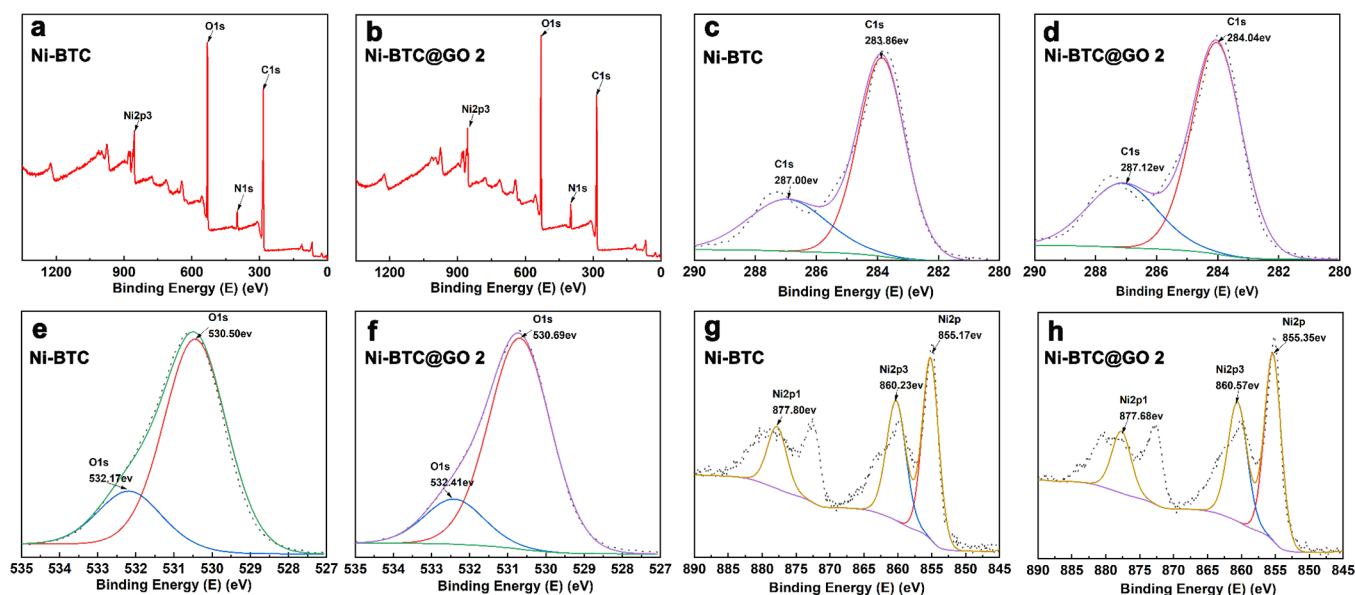 a
Ni-BTC
O1s
C1s
Ni2p3
N1s
1200 900 600 300 0
Binding Energy (E) (eV)
b
Ni-BTC@GO 2
O1s
C1s
Ni2p3
N1s
1200 900 600 300 0
Binding Energy (E) (eV)
c
Ni-BTC
C1s
283.86ev
C1s
287.00ev
290 288 286 284 282 280
Binding Energy (E) (eV)
d
Ni-BTC@GO 2
C1s
284.04ev
C1s
287.12ev
290 288 286 284 282 280
Binding Energy (E) (eV)
e
Ni-BTC
O1s
530.50ev
O1s
532.17ev
535 534 533 532 531 530 529 528 527
Binding Energy (E) (eV)
f
Ni-BTC@GO 2
O1s
530.69ev
O1s
532.41ev
535 534 533 532 531 530 529 528 527
Binding Energy (E) (eV)
g
Ni-BTC
Ni2p
855.17ev
Ni2p3
860.23ev
Ni2p1
877.80ev
890 885 880 875 870 865 860 855 850 845
Binding Energy (E) (eV)
h
Ni-BTC@GO 2
Ni2p
855.35ev
Ni2p3
860.57ev
Ni2p1
877.68ev
890 885 880 875 870 865 860 855 850 845
Binding Energy (E) (eV)